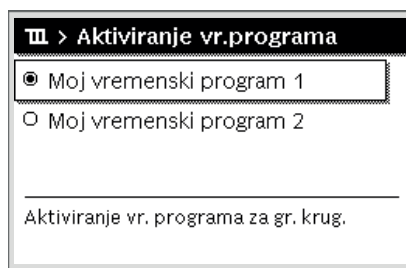 > Aktiviranje vr.programa
Moj vremenski program 1
Moj vremenski program 2
Aktiviranje vr. programa za gr. krug.